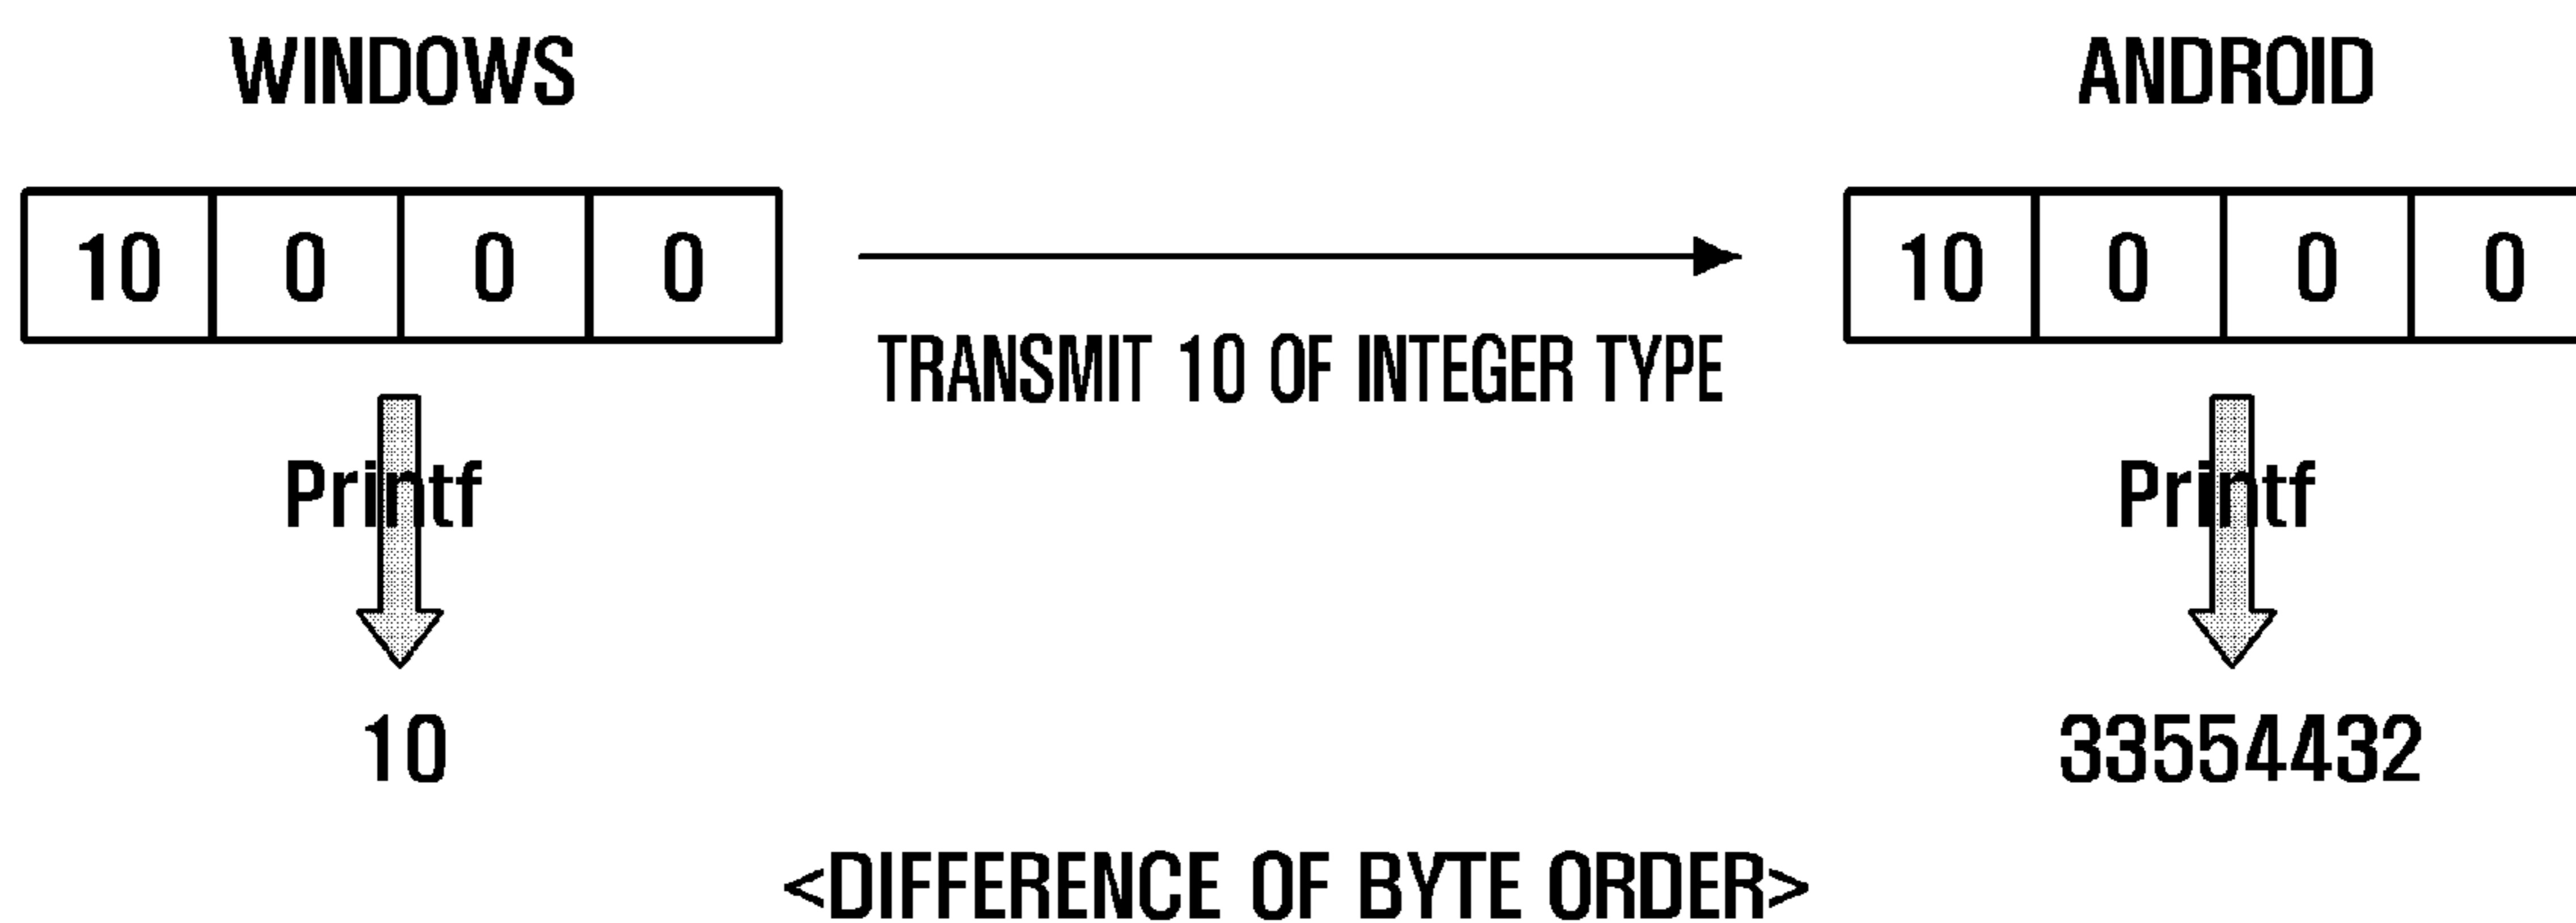 WINDOWS ANDROID
10 0 0 0 10 0 0 0
TRANSMIT 10 OF INTEGER TYPE
Printf Printf
10 33554432
<DIFFERENCE OF BYTE ORDER>